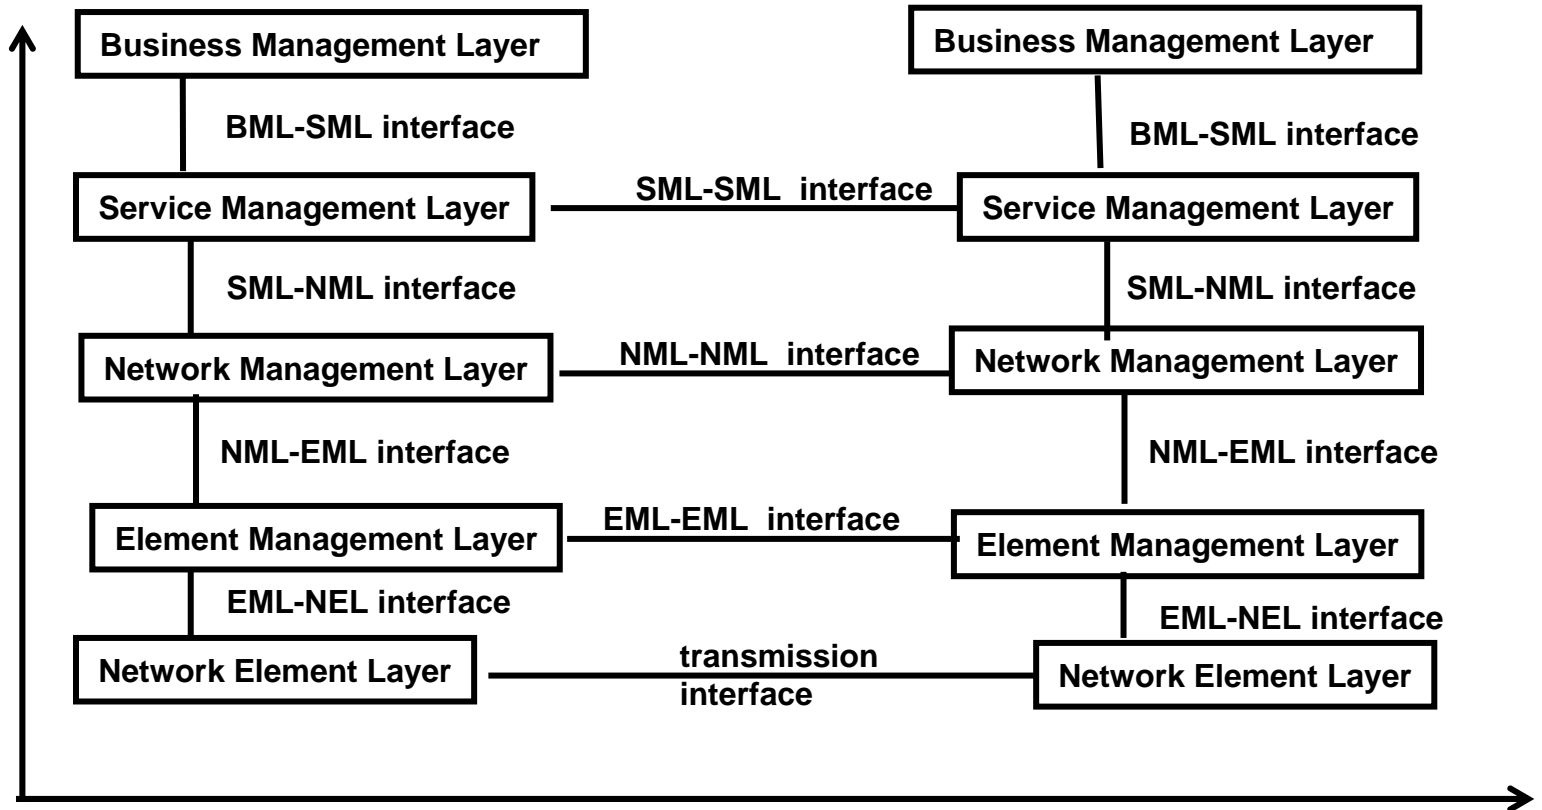 Business Management Layer
Business Management Layer
BML-SML interface
BML-SML interface
Service Management Layer
SML-SML interface
Service Management Layer
SML-NML interface
SML-NML interface
Network Management Layer
NML-NML interface
Network Management Layer
NML-EML interface
NML-EML interface
Element Management Layer
EML-EML interface
Element Management Layer
EML-NEL interface
EML-NEL interface
Network Element Layer
transmission
interface
Network Element Layer